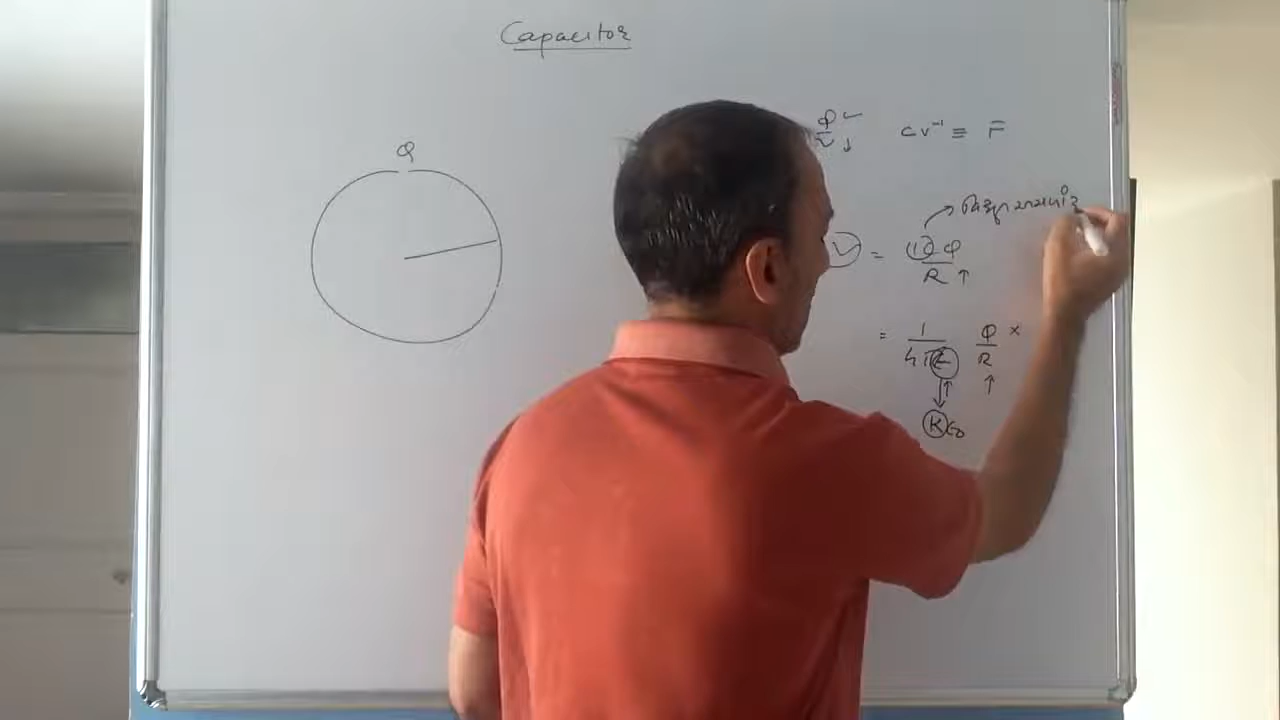 Capacitor
Q
Q
V ↓
CV⁻¹ ≡ F
V = KQ
R ↑
= 1 Q ×
4πε R
↑ ↑
Kε₀